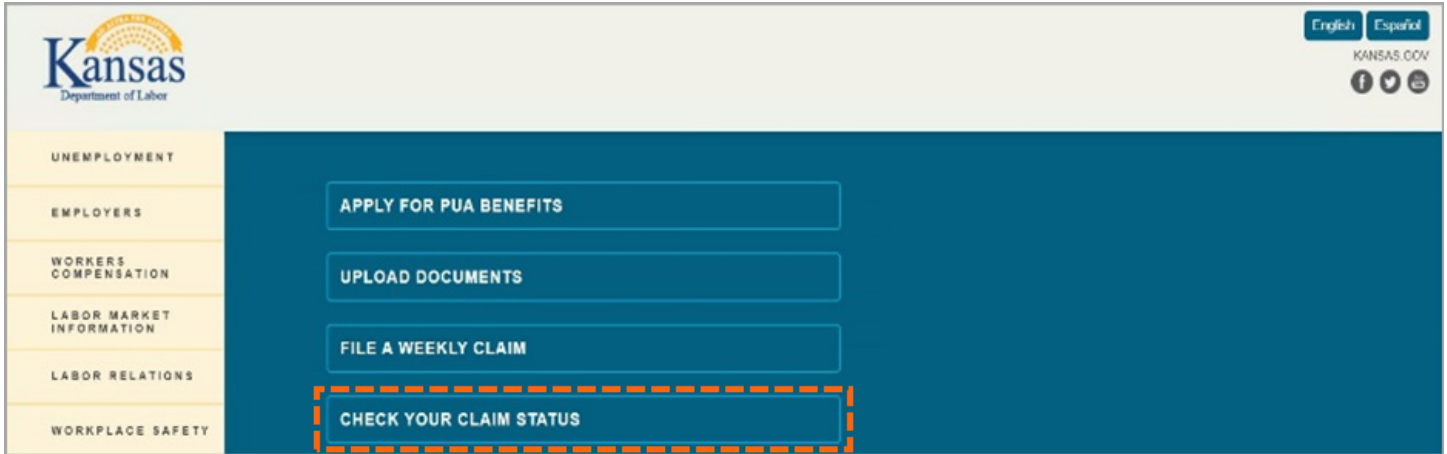 Kansas
Department of Labor
English Español
KANSAS.GOV
UNEMPLOYMENT
EMPLOYERS
WORKERS
COMPENSATION
LABOR MARKET
INFORMATION
LABOR RELATIONS
WORKPLACE SAFETY
APPLY FOR PUA BENEFITS
UPLOAD DOCUMENTS
FILE A WEEKLY CLAIM
CHECK YOUR CLAIM STATUS